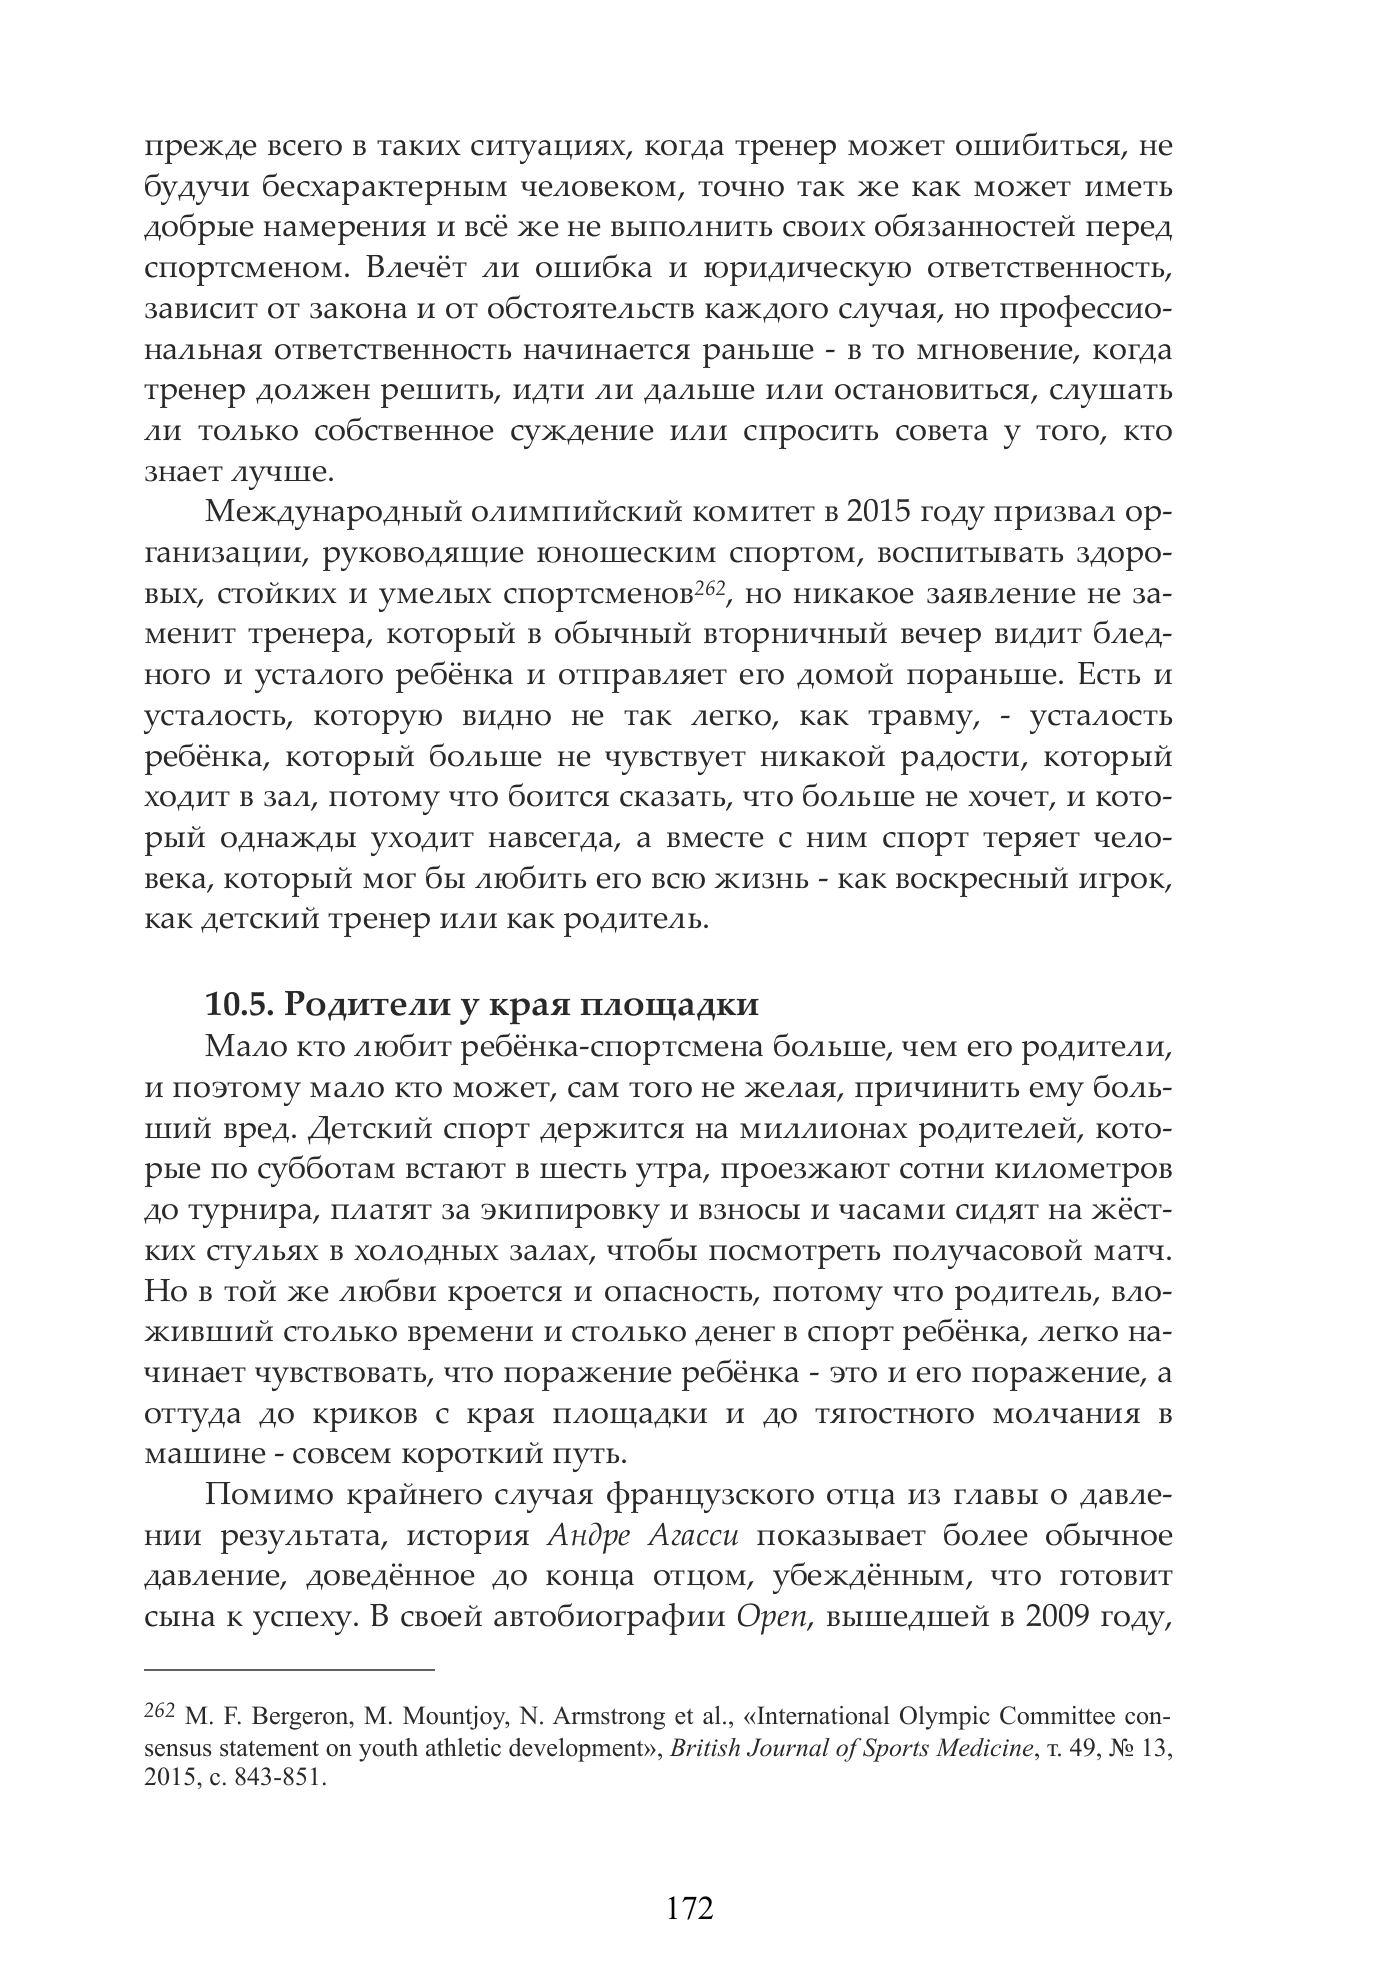 прежде всего в таких ситуациях, когда тренер может ошибиться, не
будучи бесхарактерным человеком, точно так же как может иметь
добрые намерения и всё же не выполнить своих обязанностей перед
спортсменом. Влечёт ли ошибка и юридическую ответственность,
зависит от закона и от обстоятельств каждого случая, но профессио-
нальная ответственность начинается раньше - в то мгновение, когда
тренер должен решить, идти ли дальше или остановиться, слушать
ли только собственное суждение или спросить совета у того, кто
знает лучше.
Международный олимпийский комитет в 2015 году призвал ор-
ганизации, руководящие юношеским спортом, воспитывать здоро-
вых, стойких и умелых спортсменов262, но никакое заявление не за-
менит тренера, который в обычный вторничный вечер видит блед-
ного и усталого ребёнка и отправляет его домой пораньше. Есть и
усталость, которую видно не так легко, как травму, - усталость
ребёнка, который больше не чувствует никакой радости, который
ходит в зал, потому что боится сказать, что больше не хочет, и кото-
рый однажды уходит навсегда, а вместе с ним спорт теряет чело-
века, который мог бы любить его всю жизнь - как воскресный игрок,
как детский тренер или как родитель.
10.5. Родители у края площадки
Мало кто любит ребёнка-спортсмена больше, чем его родители,
и поэтому мало кто может, сам того не желая, причинить ему боль-
ший вред. Детский спорт держится на миллионах родителей, кото-
рые по субботам встают в шесть утра, проезжают сотни километров
до турнира, платят за экипировку и взносы и часами сидят на жёст-
ких стульях в холодных залах, чтобы посмотреть получасовой матч.
Но в той же любви кроется и опасность, потому что родитель, вло-
живший столько времени и столько денег в спорт ребёнка, легко на-
чинает чувствовать, что поражение ребёнка - это и его поражение, а
оттуда до криков с края площадки и до тягостного молчания в
машине - совсем короткий путь.
Помимо крайнего случая французского отца из главы о давле-
нии результата, история Андре Агасси показывает более обычное
давление, доведённое до конца отцом, убеждённым, что готовит
сына к успеху. В своей автобиографии Open, вышедшей в 2009 году,
262 M. F. Bergeron, M. Mountjoy, N. Armstrong et al., «International Olympic Committee con-
sensus statement on youth athletic development», British Journal of Sports Medicine, т. 49, № 13,
2015, с. 843-851.
172